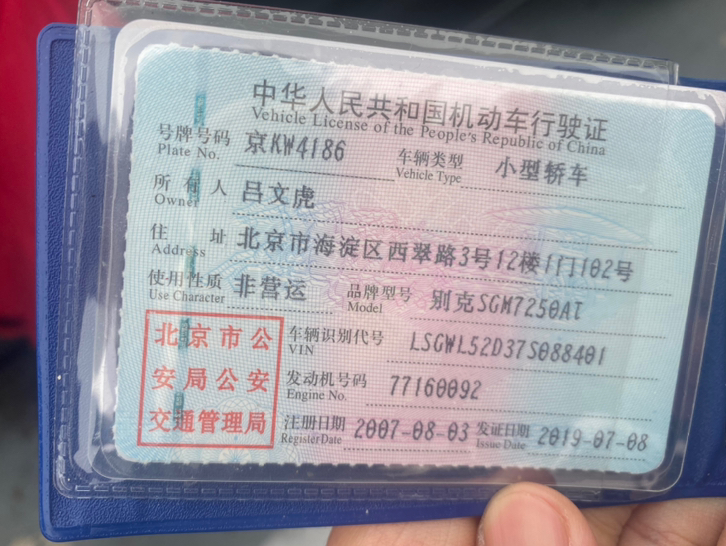 中华人民共和国机动车行驶证
Vehicle License of the People's Republic of China
号牌号码 京KW4186 车辆类型 小型轿车
Plate No. Vehicle Type
所有人 吕文虎
Owner
住址 北京市海淀区西翠路3号12楼1门102号
Address
使用性质 非营运 品牌型号 别克SGM7250AT
Use Character Model
北京市公安局公安交通管理局
车辆识别代号 LSGWL52D37S088401
VIN
发动机号码 77160092
Engine No.
注册日期 2007-08-03 发证日期 2019-07-08
Register Date Issue Date